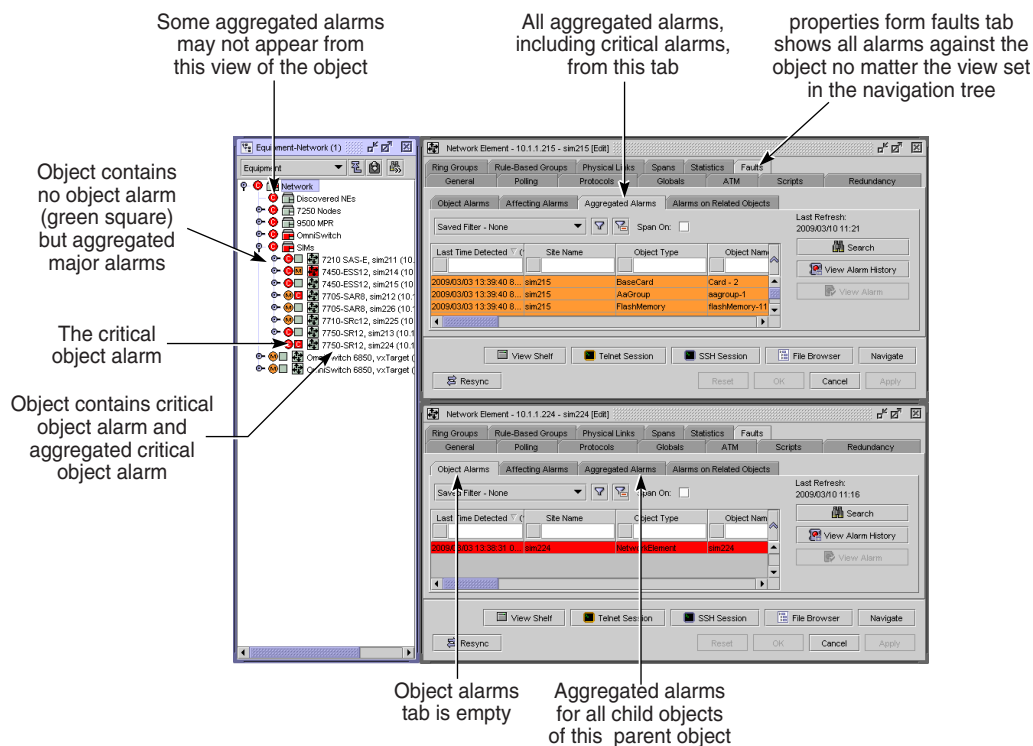 Some aggregated alarms
may not appear from
this view of the object
All aggregated alarms,
including critical alarms,
from this tab
properties form faults tab
shows all alarms against the
object no matter the view set
in the navigation tree
Object contains
no object alarm
(green square)
but aggregated
major alarms
The critical
object alarm
Object contains critical
object alarm and
aggregated critical
object alarm
Equipment-Network (1)
Equipment
Network
Discovered NEs
7250 Nodes
9500 MPR
OmniSwitch
SIMs
7210 SAS-E, sim211 (10.
7450-ESS12, sim214 (10
7450-ESS12, sim215 (10
7705-SAR8, sim212 (10.
7705-SAR8, sim226 (10.
7710-SRc12, sim225 (10
7750-SR12, sim213 (10.1
7750-SR12, sim224 (10.1
OmniSwitch 6850, vxTarget (
OmniSwitch 6850, vxTarget (
Network Element - 10.1.1.215 - sim215 [Edit]
Ring Groups Rule-Based Groups Physical Links Spans Statistics Faults
General Polling Protocols Globals ATM Scripts Redundancy
Object Alarms Affecting Alarms Aggregated Alarms Alarms on Related Objects
Saved Filter - None Span On:
Last Refresh:
2009/03/10 11:21
Search
View Alarm History
View Alarm
Last Time Detected (1 Site Name Object Type Object Nam
2009/03/03 13:39:40 8... sim215 BaseCard Card - 2
2009/03/03 13:39:40 8... sim215 AaGroup aagroup-1
2009/03/03 13:39:40 8... sim215 FlashMemory flashMemory-11
View Shelf Telnet Session SSH Session File Browser Navigate
Resync Reset OK Cancel Apply
Network Element - 10.1.1.224 - sim224 [Edit]
Ring Groups Rule-Based Groups Physical Links Spans Statistics Faults
General Polling Protocols Globals ATM Scripts Redundancy
Object Alarms Affecting Alarms Aggregated Alarms Alarms on Related Objects
Saved Filter - None Span On:
Last Refresh:
2009/03/10 11:16
Search
View Alarm History
View Alarm
Last Time Detected (1 Site Name Object Type Object Nam
2009/03/03 13:38:31 0... sim224 NetworkElement sim224
View Shelf Telnet Session SSH Session File Browser Navigate
Resync Reset OK Cancel Apply
Object alarms
tab is empty
Aggregated alarms
for all child objects
of this parent object